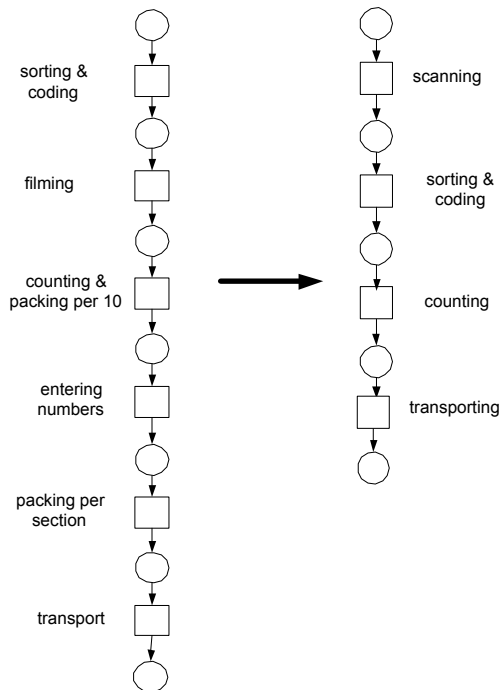 sorting &
coding
filming
counting &
packing per 10
entering
numbers
packing per
section
transport
scanning
sorting &
coding
counting
transporting